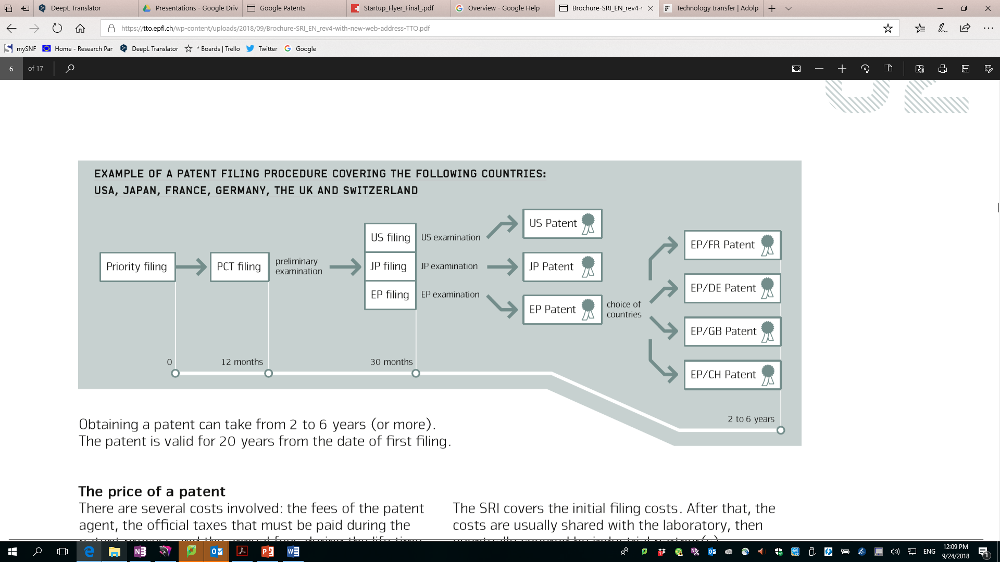 DeepL Translator
Presentations - Google Driv
Google Patents
Startup_Flyer_Final_.pdf
Overview - Google Help
Brochure-SRI_EN_rev4-
Technology transfer | Adolp
https://tto.epfl.ch/wp-content/uploads/2018/09/Brochure-SRI_EN_rev4-with-new-web-address-TTO.pdf
mySNF
Home - Research Par
DeepL Translator
* Boards | Trello
Twitter
Google
6 of 17
02
EXAMPLE OF A PATENT FILING PROCEDURE COVERING THE FOLLOWING COUNTRIES:
USA, JAPAN, FRANCE, GERMANY, THE UK AND SWITZERLAND
Priority filing
PCT filing
preliminary
examination
US filing
JP filing
EP filing
US examination
JP examination
EP examination
US Patent
JP Patent
EP Patent
choice of
countries
EP/FR Patent
EP/DE Patent
EP/GB Patent
EP/CH Patent
0
12 months
30 months
2 to 6 years
Obtaining a patent can take from 2 to 6 years (or more).
The patent is valid for 20 years from the date of first filing.
The price of a patent
There are several costs involved: the fees of the patent
agent, the official taxes that must be paid during the
The SRI covers the initial filing costs. After that, the
costs are usually shared with the laboratory, then
ENG
12:09 PM
9/24/2018
1